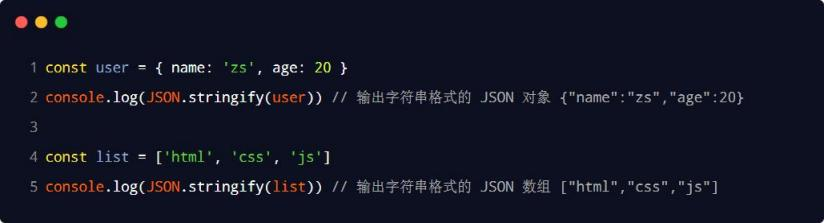 1 const user = { name: 'zs', age: 20 }
2 console.log(JSON.stringify(user)) // 输出字符串格式的 JSON 对象 {"name":"zs","age":20}
3
4 const list = ['html', 'css', 'js']
5 console.log(JSON.stringify(list)) // 输出字符串格式的 JSON 数组 ["html","css","js"]